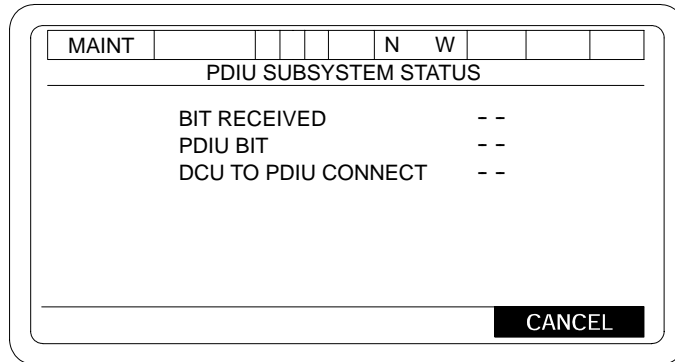 MAINT N W
PDIU SUBSYSTEM STATUS
BIT RECEIVED - -
PDIU BIT - -
DCU TO PDIU CONNECT - -
CANCEL